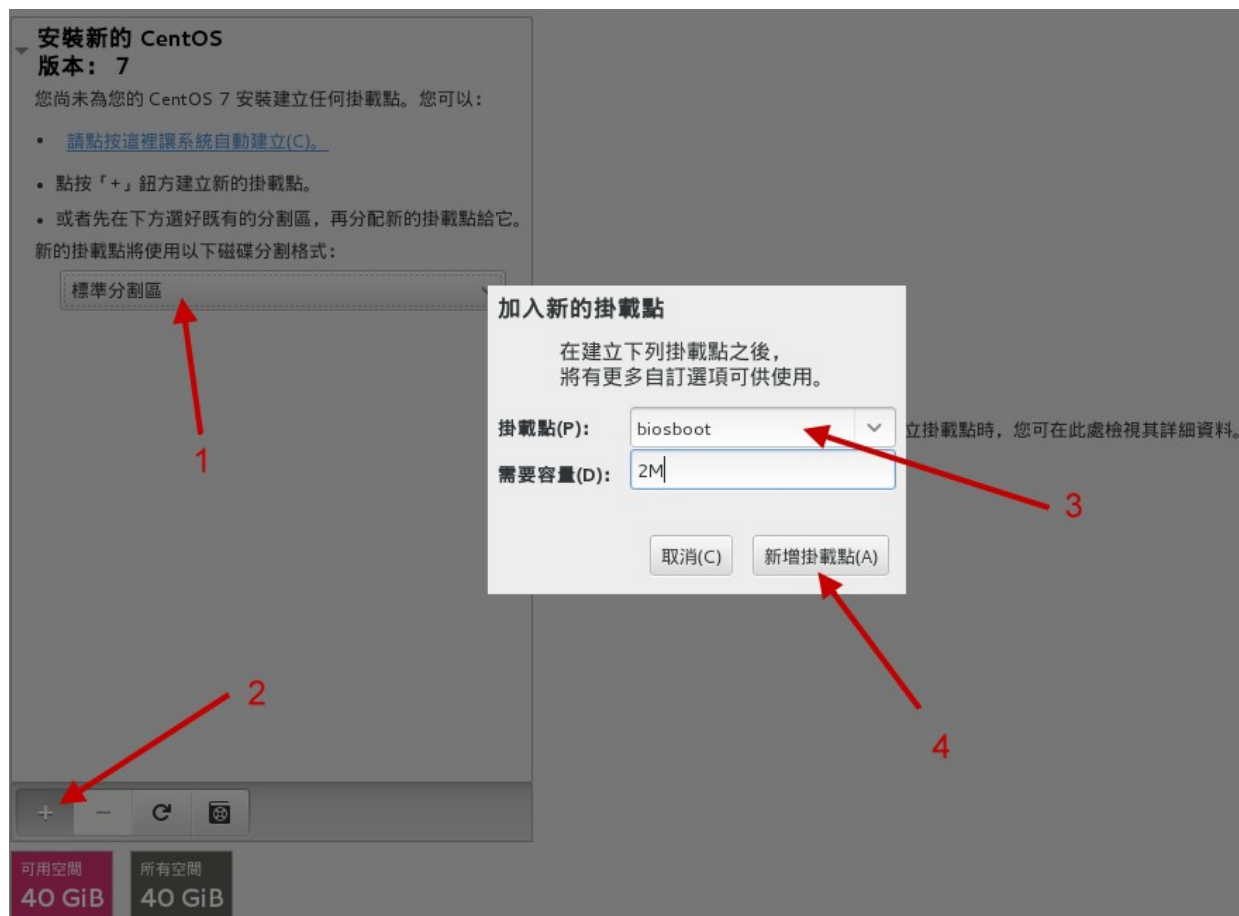 安裝新的 CentOS
版本： 7
您尚未為您的 CentOS 7 安裝建立任何掛載點。您可以：
• 請點按這裡讓系統自動建立(C)。
• 點按「+」鈕方建立新的掛載點。
• 或者先在下方選好既有的分割區，再分配新的掛載點給它。
新的掛載點將使用以下磁碟分割格式：
標準分割區
1
加入新的掛載點
在建立下列掛載點之後，
將有更多自訂選項可供使用。
掛載點(P)： biosboot
立掛載點時，您可在此處檢視其詳細資料。
需要容量(D)： 2M
3
取消(C) 新增掛載點(A)
2
4
+ −
可用空間
40 GiB
所有空間
40 GiB